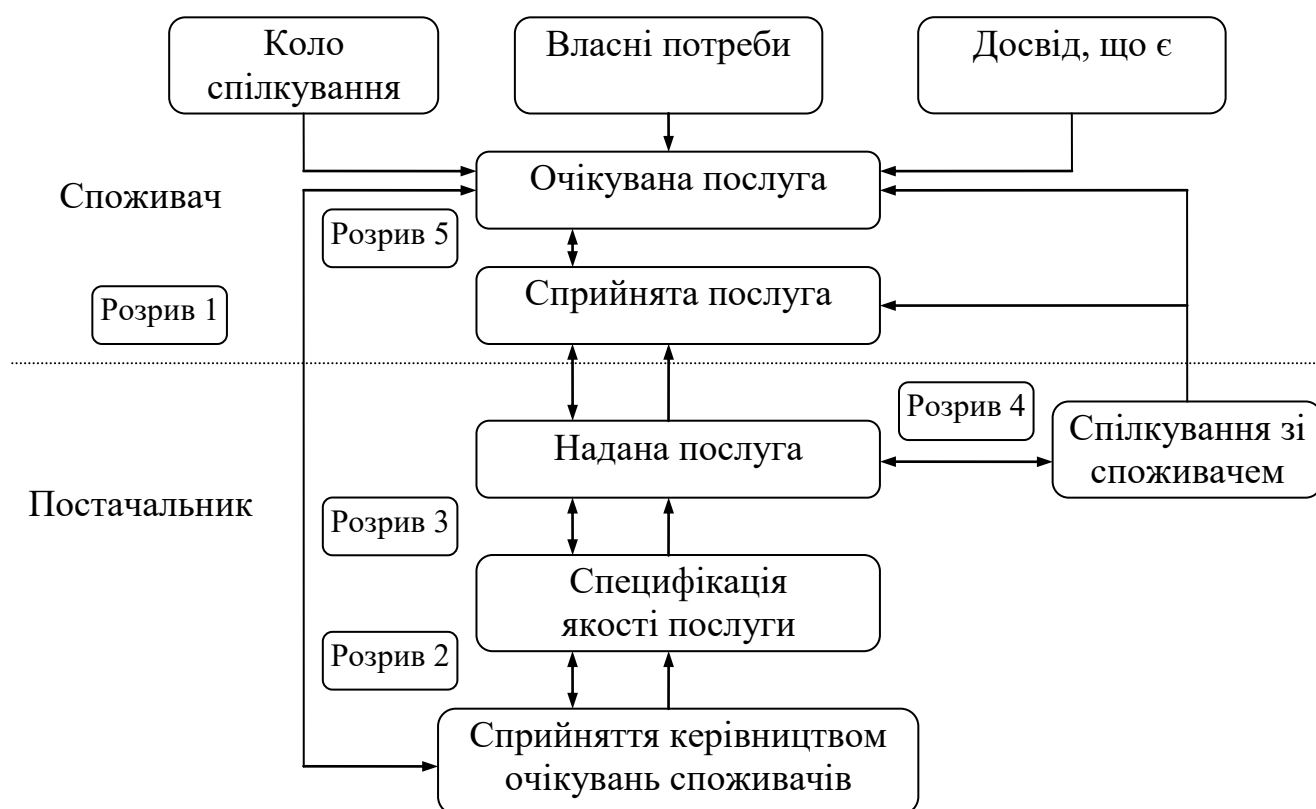 Коло
спілкування
Власні потреби
Досвід, що є
Очікувана послуга
Споживач
Розрив 5
Сприйнята послуга
Розрив 1
Розрив 4
Спілкування зі
споживачем
Надана послуга
Постачальник
Розрив 3
Специфікація
якості послуги
Розрив 2
Сприйняття керівництвом
очікувань споживачів